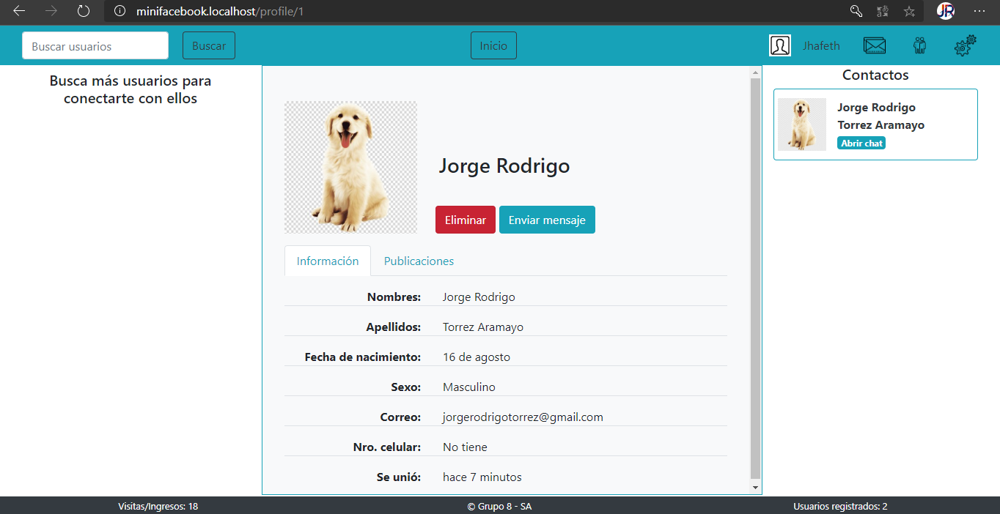 minifacebook.localhost/profile/1
JR
Buscar usuarios
Buscar
Inicio
Jhafeth
Busca más usuarios para
conectarte con ellos
Jorge Rodrigo
Eliminar
Enviar mensaje
Información
Publicaciones
Nombres: Jorge Rodrigo
Apellidos: Torrez Aramayo
Fecha de nacimiento: 16 de agosto
Sexo: Masculino
Correo: jorgerodrigotorrez@gmail.com
Nro. celular: No tiene
Se unió: hace 7 minutos
Contactos
Jorge Rodrigo
Torrez Aramayo
Abrir chat
Visitas/Ingresos: 18
© Grupo 8 - SA
Usuarios registrados: 2